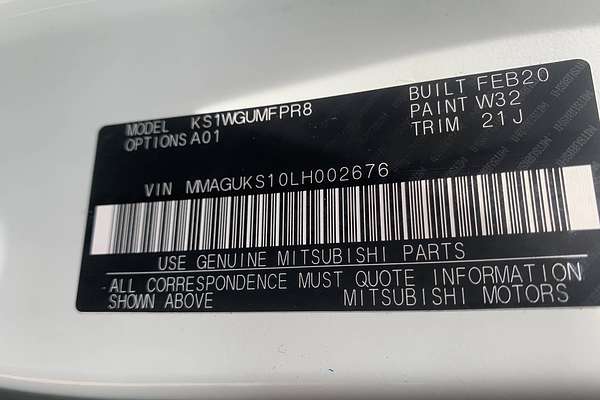 MODEL KS1WGUMFPR8 BUILT FEB20
OPTIONS A01 PAINT W32
TRIM 21J
VIN MMAGUKS10LH002676
USE GENUINE MITSUBISHI PARTS
ALL CORRESPONDENCE MUST QUOTE INFORMATION
SHOWN ABOVE MITSUBISHI MOTORS